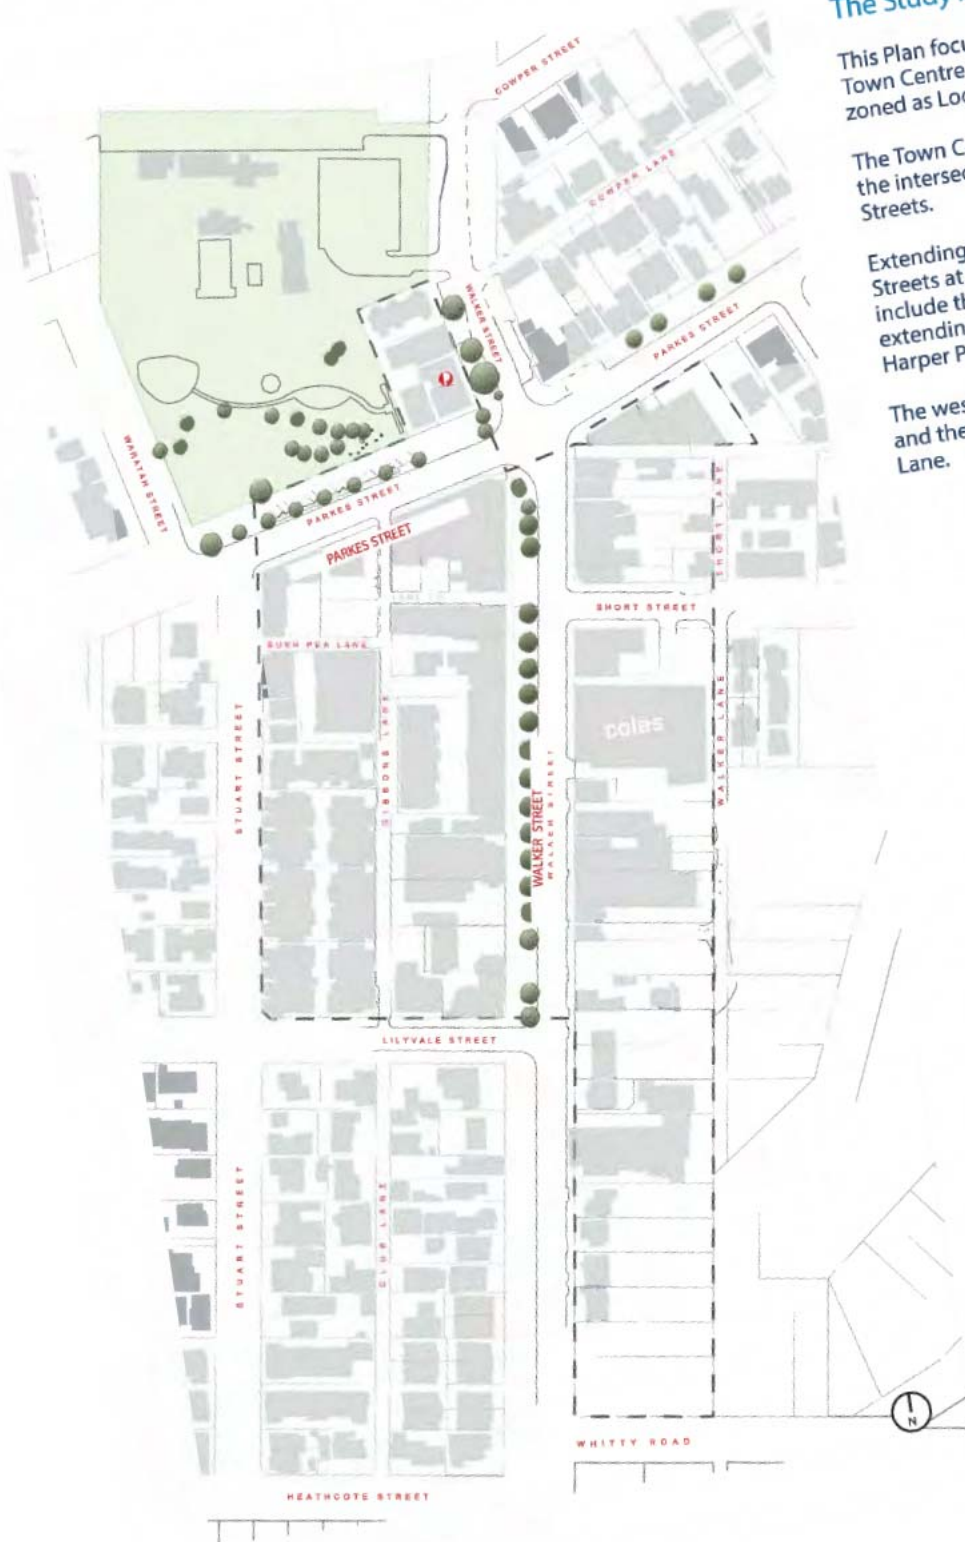 The Study
This Plan focu
Town Centre
zoned as Loc
The Town C
the intersec
Streets.
Extending
Streets at
include th
extendin
Harper P
The wes
and the
Lane.
COWPER STREET
COWPER LANE
WALKER STREET
PARKES STREET
WARATAH STREET
PARKES STREET
PARKES STREET
SHORT LANE
SHORT STREET
BUSH PEA LANE
coles
STUART STREET
GIBBONS LANE
WALKER STREET
WALKER STREET
WALKER LANE
LILYVALE STREET
STUART STREET
CLUB LANE
N
WHITTY ROAD
HEATHCOTE STREET